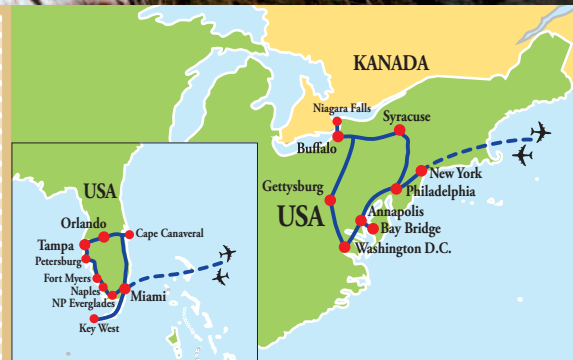 KANADA
Niagara Falls
Syracuse
Buffalo
New York
Gettysburg
Philadelphia
USA
Annapolis
Bay Bridge
Washington D.C.
USA
Orlando
Cape Canaveral
Tampa
Petersburg
Fort Myers
Naples
Miami
NP Everglades
Key West